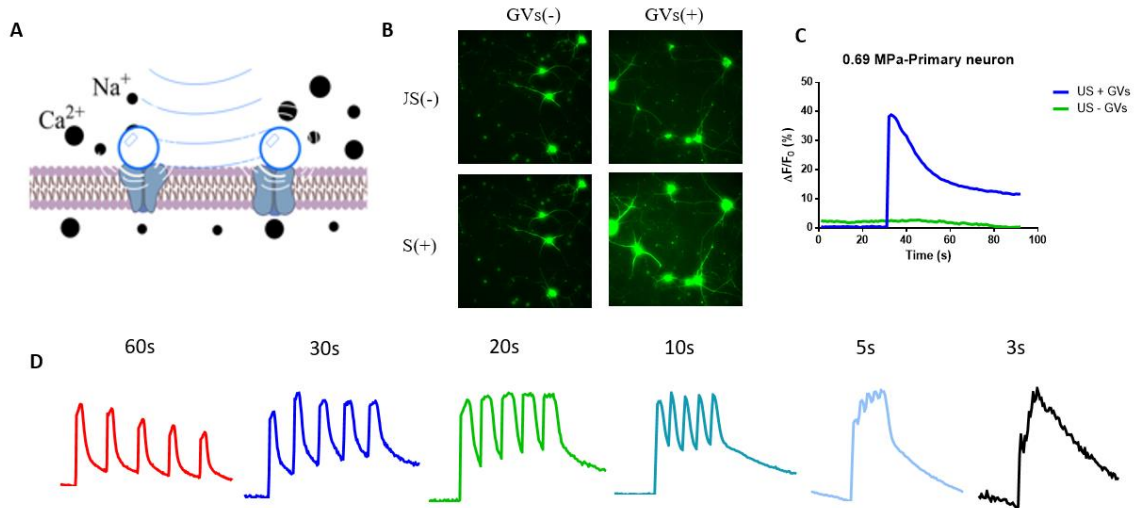 A
Na+
Ca2+
B
GVs(-)
GVs(+)
JS(-)
S(+)
C
0.69 MPa-Primary neuron
US + GVs
US - GVs
ΔF/F0 (%)
50
40
30
20
10
0
0
20
40
60
80
100
Time (s)
D
60s
30s
20s
10s
5s
3s